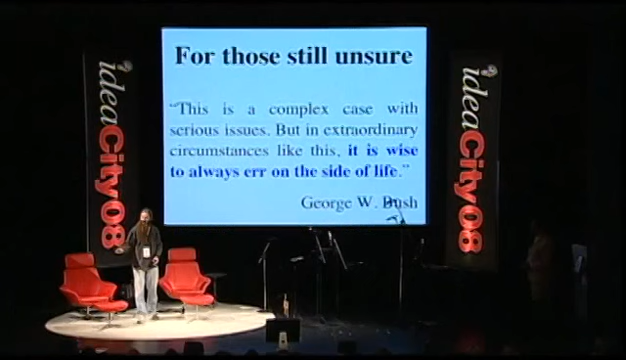 For those still unsure
"This is a complex case with
serious issues. But in extraordinary
circumstances like this, it is wise
to always err on the side of life."
George W. Bush
ideaCity08
ideaCity08